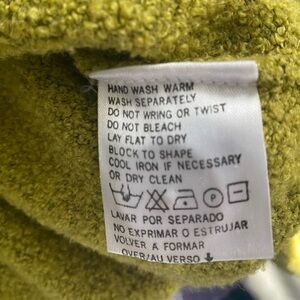 HAND WASH WARM
WASH SEPARATELY
DO NOT WRING OR TWIST
DO NOT BLEACH
LAY FLAT TO DRY
BLOCK TO SHAPE
COOL IRON IF NECESSARY
OR DRY CLEAN
P
LAVAR POR SEPARADO
NO EXPRIMAR O ESTRUJAR
VOLVER A FORMAR
OVER/AU VERSO ↓